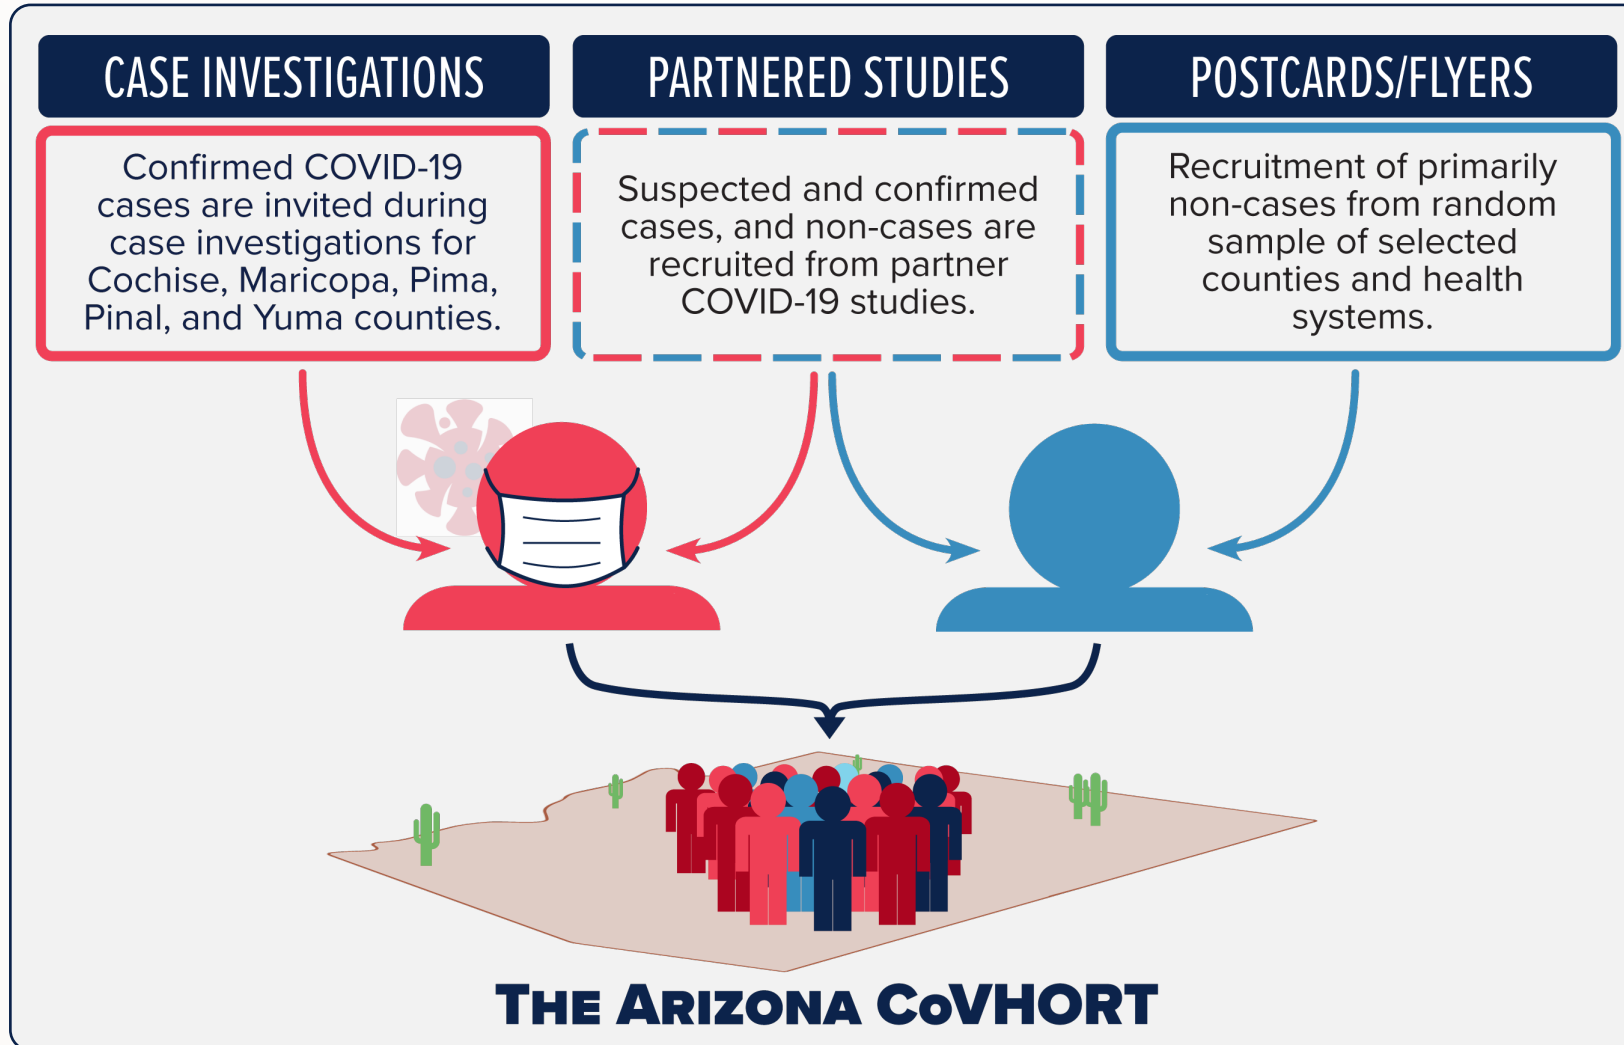 CASE INVESTIGATIONS
Confirmed COVID-19
cases are invited during
case investigations for
Cochise, Maricopa, Pima,
Pinal, and Yuma counties.
PARTNERED STUDIES
Suspected and confirmed
cases, and non-cases are
recruited from partner
COVID-19 studies.
POSTCARDS/FLYERS
Recruitment of primarily
non-cases from random
sample of selected
counties and health
systems.
THE ARIZONA CoVHORT